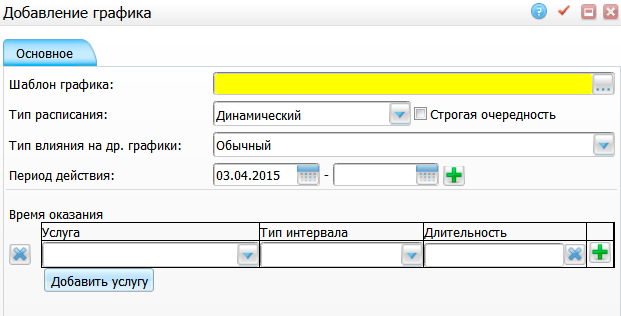 Добавление графика
Основное
Шаблон графика:
Тип расписания: Динамический Строгая очередность
Тип влияния на др. графики: Обычный
Период действия: 03.04.2015 -
Время оказания
Услуга Тип интервала Длительность
Добавить услугу